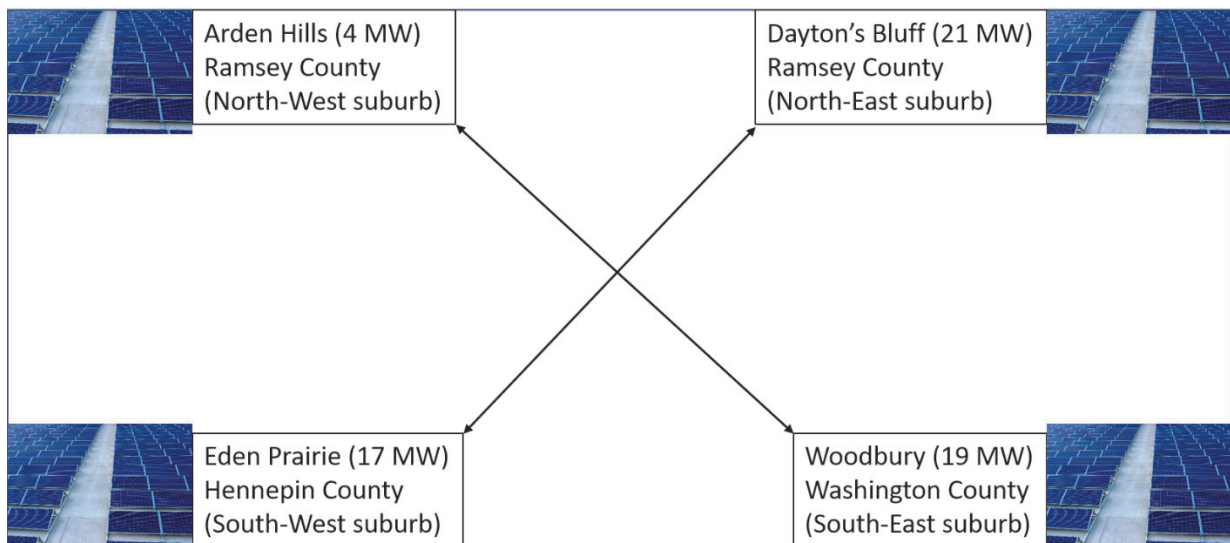 Arden Hills (4 MW)
Ramsey County
(North-West suburb)
Dayton’s Bluff (21 MW)
Ramsey County
(North-East suburb)
Eden Prairie (17 MW)
Hennepin County
(South-West suburb)
Woodbury (19 MW)
Washington County
(South-East suburb)